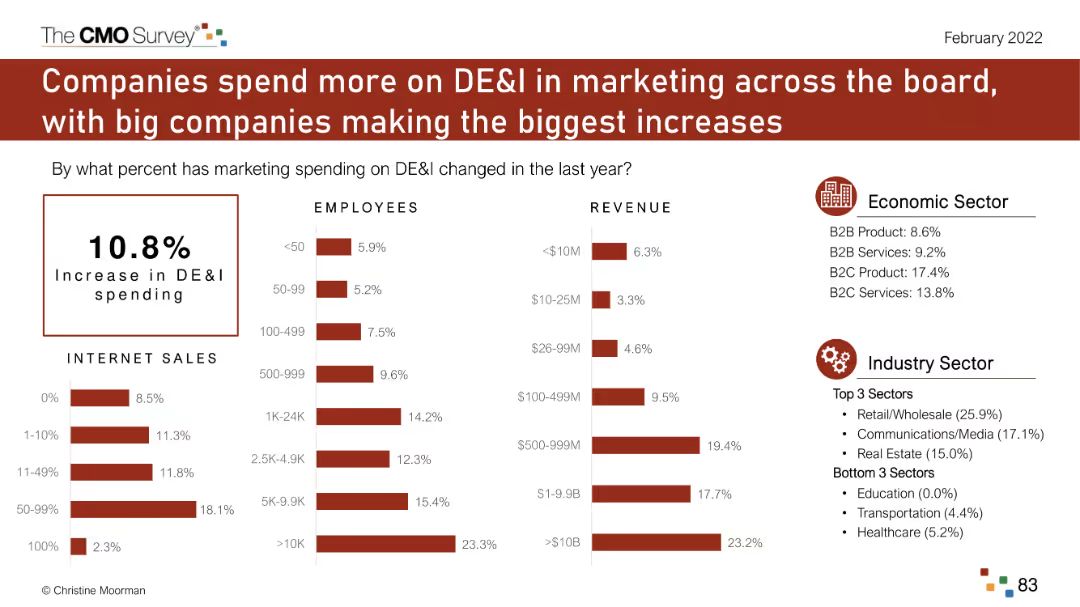 The CMO Survey®
February 2022
Companies spend more on DE&I in marketing across the board,
with big companies making the biggest increases
By what percent has marketing spending on DE&I changed in the last year?
10.8%
Increase in DE&I
spending
INTERNET SALES
0% 8.5%
1-10% 11.3%
11-49% 11.8%
50-99% 18.1%
100% 2.3%
EMPLOYEES
<50 5.9%
50-99 5.2%
100-499 7.5%
500-999 9.6%
1K-24K 14.2%
2.5K-4.9K 12.3%
5K-9.9K 15.4%
>10K 23.3%
REVENUE
<$10M 6.3%
$10-25M 3.3%
$26-99M 4.6%
$100-499M 9.5%
$500-999M 19.4%
$1-9.9B 17.7%
>$10B 23.2%
Economic Sector
B2B Product: 8.6%
B2B Services: 9.2%
B2C Product: 17.4%
B2C Services: 13.8%
Industry Sector
Top 3 Sectors
• Retail/Wholesale (25.9%)
• Communications/Media (17.1%)
• Real Estate (15.0%)
Bottom 3 Sectors
• Education (0.0%)
• Transportation (4.4%)
• Healthcare (5.2%)
© Christine Moorman
83